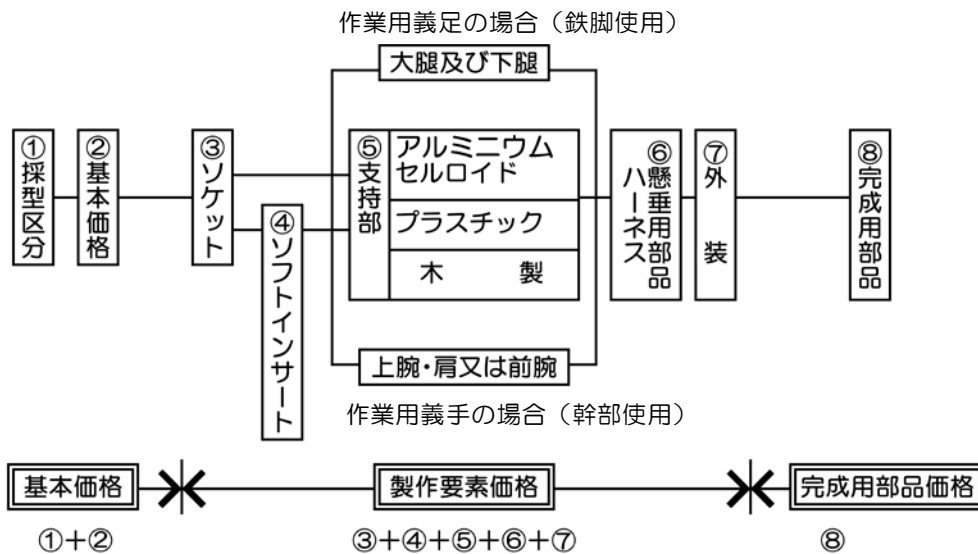 作業用義足の場合（鉄脚使用）
大腿及び下腿
①採型区分
②基本価格
③ソケット
④ソフトインサート
⑤支持部
アルミニウム
セルロイド
プラスチック
木 製
⑥懸垂用部品
ハーネス
⑦外装
⑧完成用部品
上腕・肩又は前腕
作業用義手の場合（幹部使用）
基本価格
製作要素価格
完成用部品価格
①＋②
③＋④＋⑤＋⑥＋⑦
⑧